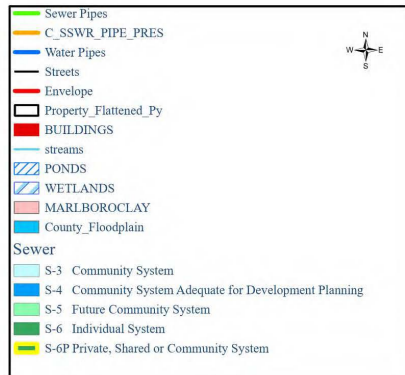 Sewer Pipes
C_SSWR_PIPE_PRES
Water Pipes
Streets
Envelope
Property_Flattened_Py
BUILDINGS
streams
PONDS
WETLANDS
MARLBOROCLAY
County_Floodplain
Sewer
S-3 Community System
S-4 Community System Adequate for Development Planning
S-5 Future Community System
S-6 Individual System
S-6P Private, Shared or Community System
N
W E
S